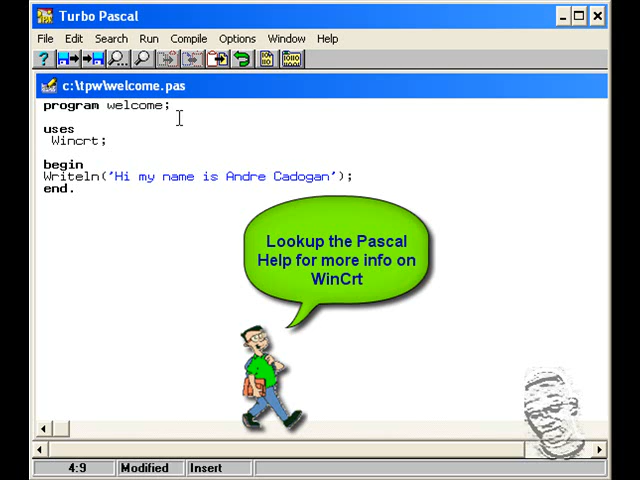 Turbo Pascal
File Edit Search Run Compile Options Window Help
c:\tpw\welcome.pas
program welcome;
uses
Wincrt;
begin
Writeln('Hi my name is Andre Cadogan');
end.
Lookup the Pascal
Help for more info on
WinCrt
4:9 Modified Insert